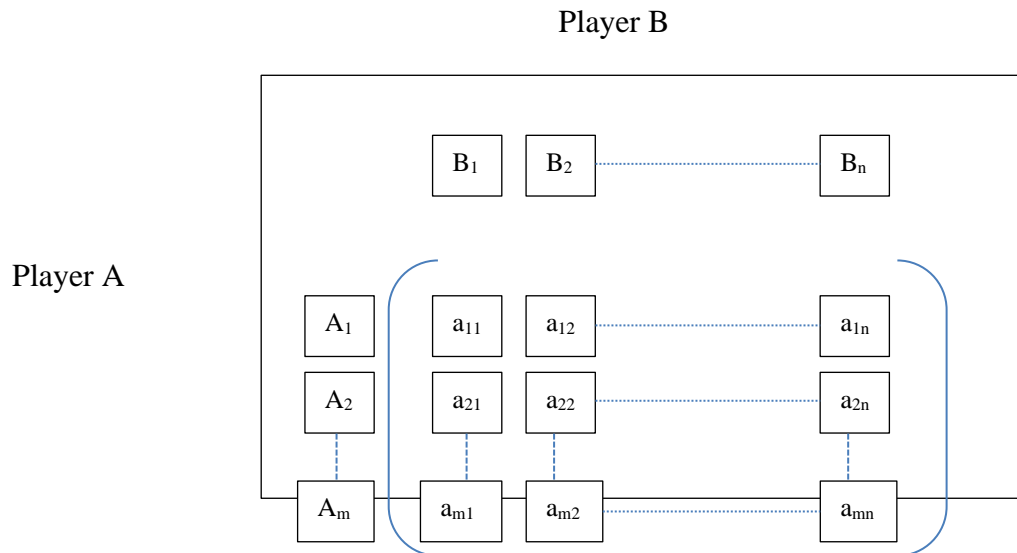 Player B
B₁ B₂ Bₙ
Player A
A₁ a₁₁ a₁₂ a₁ₙ
A₂ a₂₁ a₂₂ a₂ₙ
Aₘ aₘ₁ aₘ₂ aₘₙ